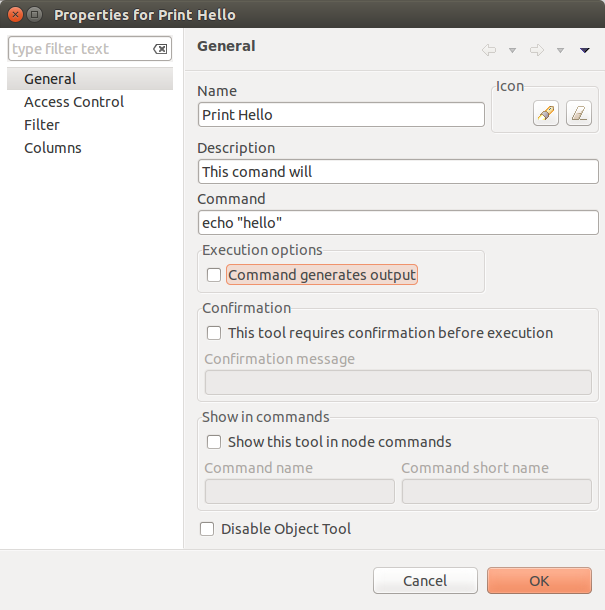 Properties for Print Hello
type filter text
General
Access Control
Filter
Columns
General
Name
Icon
Print Hello
Description
This comand will
Command
echo "hello"
Execution options
Command generates output
Confirmation
This tool requires confirmation before execution
Confirmation message
Show in commands
Show this tool in node commands
Command name Command short name
Disable Object Tool
Cancel OK